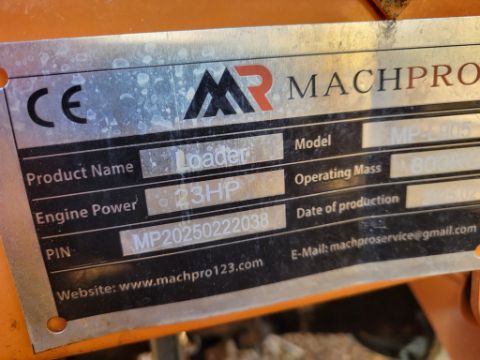 CE MR MACHPRO
Product Name Loader Model
Engine Power 23HP Operating Mass
PIN MP20250222038 Date of production
Website: www.machpro123.com E-Mail: machproservice@gmail.com